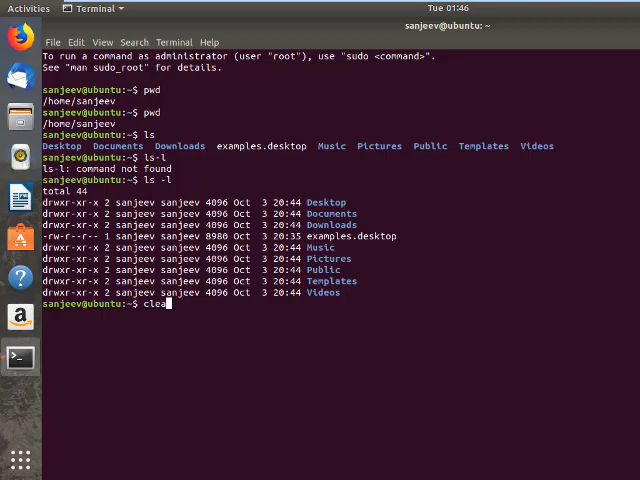 Activities Terminal Tue 01:46
sanjeev@ubuntu: ~
File Edit View Search Terminal Help
To run a command as administrator (user "root"), use "sudo <command>".
See "man sudo_root" for details.
sanjeev@ubuntu:~$ pwd
/home/sanjeev
sanjeev@ubuntu:~$ pwd
/home/sanjeev
sanjeev@ubuntu:~$ ls
Desktop Documents Downloads examples.desktop Music Pictures Public Templates Videos
sanjeev@ubuntu:~$ ls-l
ls-l: command not found
sanjeev@ubuntu:~$ ls -l
total 44
drwxr-xr-x 2 sanjeev sanjeev 4096 Oct  3 20:44 Desktop
drwxr-xr-x 2 sanjeev sanjeev 4096 Oct  3 20:44 Documents
drwxr-xr-x 2 sanjeev sanjeev 4096 Oct  3 20:44 Downloads
-rw-r--r-- 1 sanjeev sanjeev 8980 Oct  3 20:35 examples.desktop
drwxr-xr-x 2 sanjeev sanjeev 4096 Oct  3 20:44 Music
drwxr-xr-x 2 sanjeev sanjeev 4096 Oct  3 20:44 Pictures
drwxr-xr-x 2 sanjeev sanjeev 4096 Oct  3 20:44 Public
drwxr-xr-x 2 sanjeev sanjeev 4096 Oct  3 20:44 Templates
drwxr-xr-x 2 sanjeev sanjeev 4096 Oct  3 20:44 Videos
sanjeev@ubuntu:~$ clea